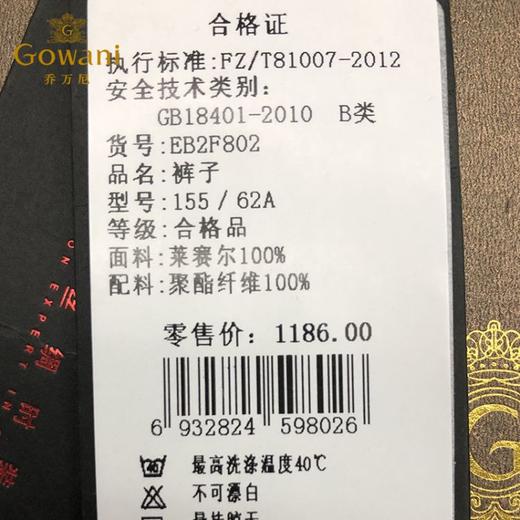 Gowani
乔万尼
合格证
执行标准:FZ/T81007-2012
安全技术类别:
GB18401-2010 B类
货号:EB2F802
品名:裤子
型号:155/62A
等级:合格品
面料:莱赛尔100%
配料:聚酯纤维100%
零售价:1186.00
6 932824 598026
40
最高洗涤温度40℃
不可漂白
ON EXPERT IN
G